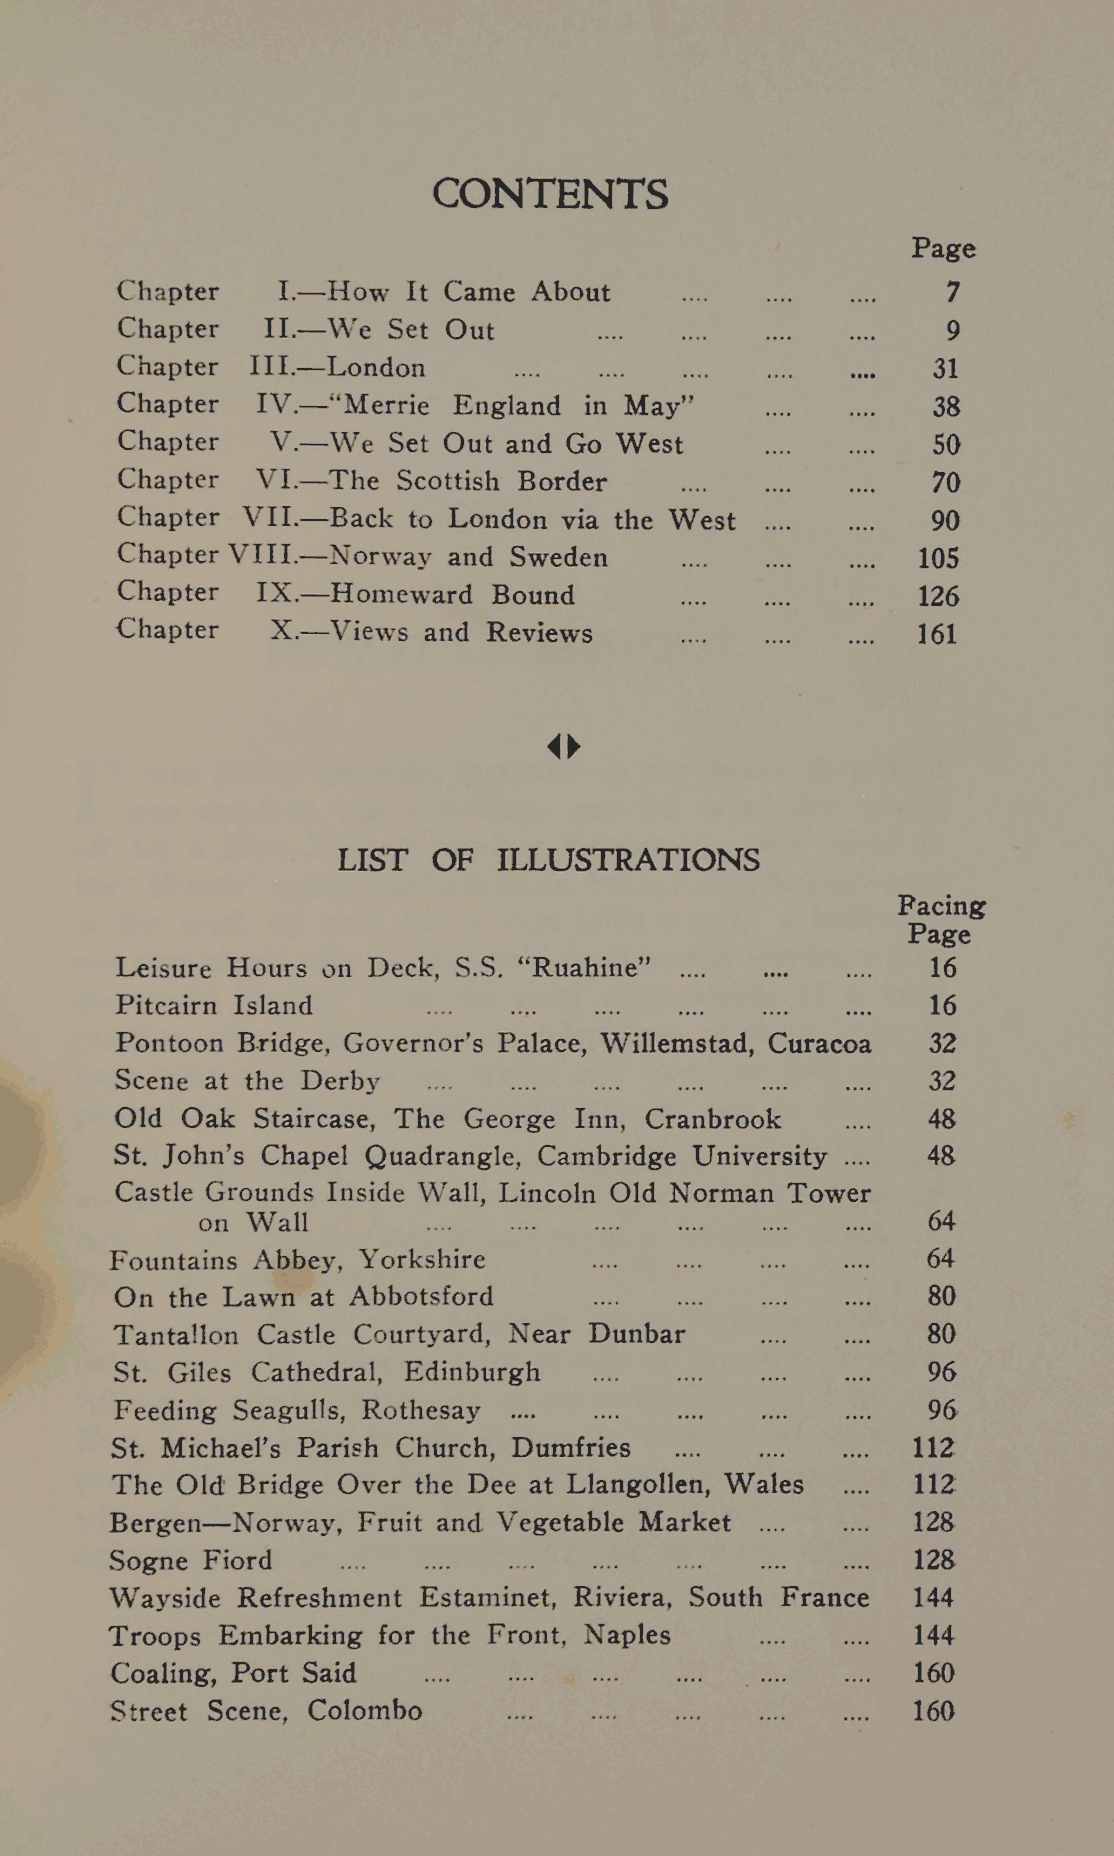 CONTENTS
Page
Chapter I.—How It Came About .... .... .... 7
Chapter II.—We Set Out .... .... .... .... 9
Chapter III.—London .... .... .... .... .... 31
Chapter IV.—“Merrie England in May” .... .... 38
Chapter V.—We Set Out and Go West .... .... 50
Chapter VI.—The Scottish Border .... .... .... 70
Chapter VII.—Back to London via the West .... .... 90
Chapter VIII.—Norway and Sweden .... .... .... 105
Chapter IX.—Homeward Bound .... .... .... 126
Chapter X.—Views and Reviews .... .... .... 161
LIST OF ILLUSTRATIONS
Facing
Page
Leisure Hours on Deck, S.S. “Ruahine” .... .... .... 16
Pitcairn Island .... .... .... .... .... .... 16
Pontoon Bridge, Governor's Palace, Willemstad, Curacoa 32
Scene at the Derby .... .... .... .... .... .... 32
Old Oak Staircase, The George Inn, Cranbrook .... 48
St. John's Chapel Quadrangle, Cambridge University .... 48
Castle Grounds Inside Wall, Lincoln Old Norman Tower
on Wall .... .... .... .... .... .... 64
Fountains Abbey, Yorkshire .... .... .... .... 64
On the Lawn at Abbotsford .... .... .... .... 80
Tantallon Castle Courtyard, Near Dunbar .... .... 80
St. Giles Cathedral, Edinburgh .... .... .... .... 96
Feeding Seagulls, Rothesay .... .... .... .... .... 96
St. Michael's Parish Church, Dumfries .... .... .... 112
The Old Bridge Over the Dee at Llangollen, Wales .... 112
Bergen—Norway, Fruit and Vegetable Market .... .... 128
Sogne Fiord .... .... .... .... .... .... .... 128
Wayside Refreshment Estaminet, Riviera, South France 144
Troops Embarking for the Front, Naples .... .... 144
Coaling, Port Said .... .... .... .... .... .... 160
Street Scene, Colombo .... .... .... .... .... 160